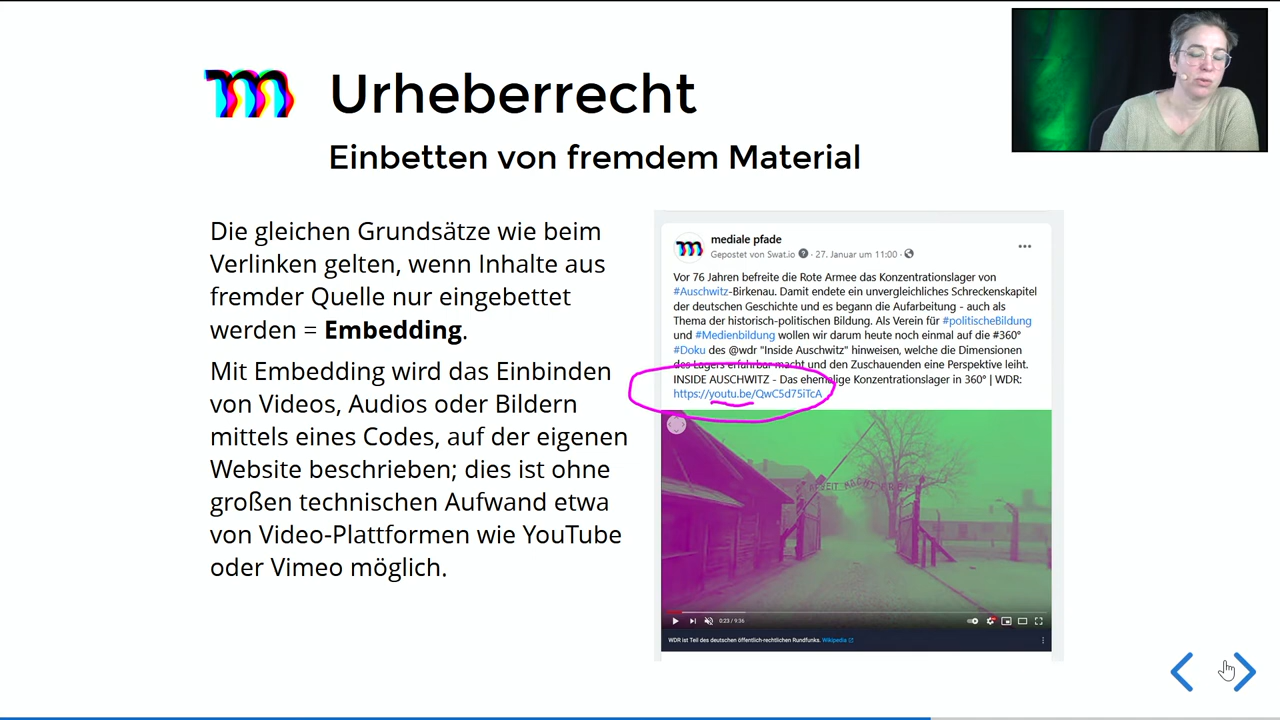 m Urheberrecht
Einbetten von fremdem Material
Die gleichen Grundsätze wie beim
Verlinken gelten, wenn Inhalte aus
fremder Quelle nur eingebettet
werden = Embedding.
Mit Embedding wird das Einbinden
von Videos, Audios oder Bildern
mittels eines Codes, auf der eigenen
Website beschrieben; dies ist ohne
großen technischen Aufwand etwa
von Video-Plattformen wie YouTube
oder Vimeo möglich.
m mediale pfade
Gepostet von Swat.io ? · 27. Januar um 11:00 ·
Vor 76 Jahren befreite die Rote Armee das Konzentrationslager von
#Auschwitz-Birkenau. Damit endete ein unvergleichliches Schreckenskapitel
der deutschen Geschichte und es begann die Aufarbeitung - auch als
Thema der historisch-politischen Bildung. Als Verein für #politischeBildung
und #Medienbildung wollen wir darum heute noch einmal auf die #360°
#Doku des @wdr "Inside Auschwitz" hinweisen, welche die Dimensionen
des Lagers erfahrbar macht und den Zuschauenden eine Perspektive leiht.
INSIDE AUSCHWITZ - Das ehemalige Konzentrationslager in 360° | WDR:
https://youtu.be/QwC5d75iTcA
ARBEIT MACHT FREI
0:23 / 9:36
WDR ist Teil des deutschen öffentlich-rechtlichen Rundfunks. Wikipedia